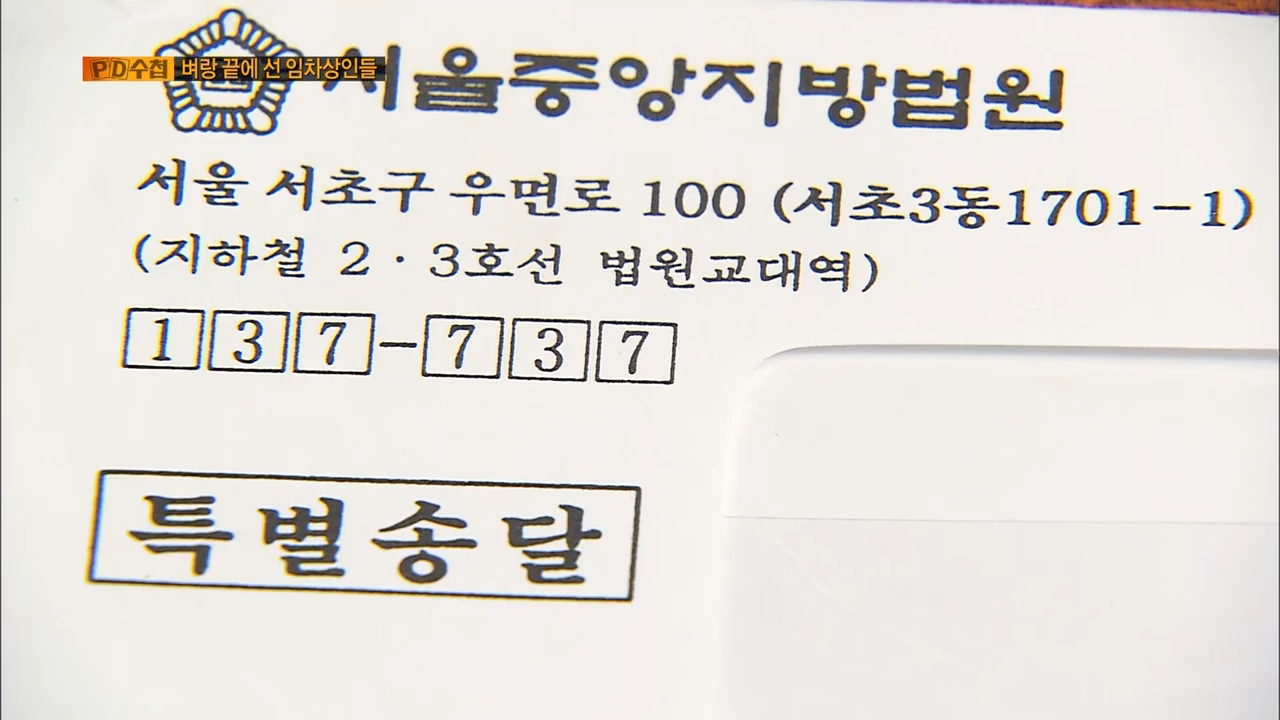 PD수첩 벼랑 끝에 선 임차상인들
서울중앙지방법원
서울 서초구 우면로 100 (서초3동1701-1)
(지하철 2·3호선 법원교대역)
137-737
특별송달